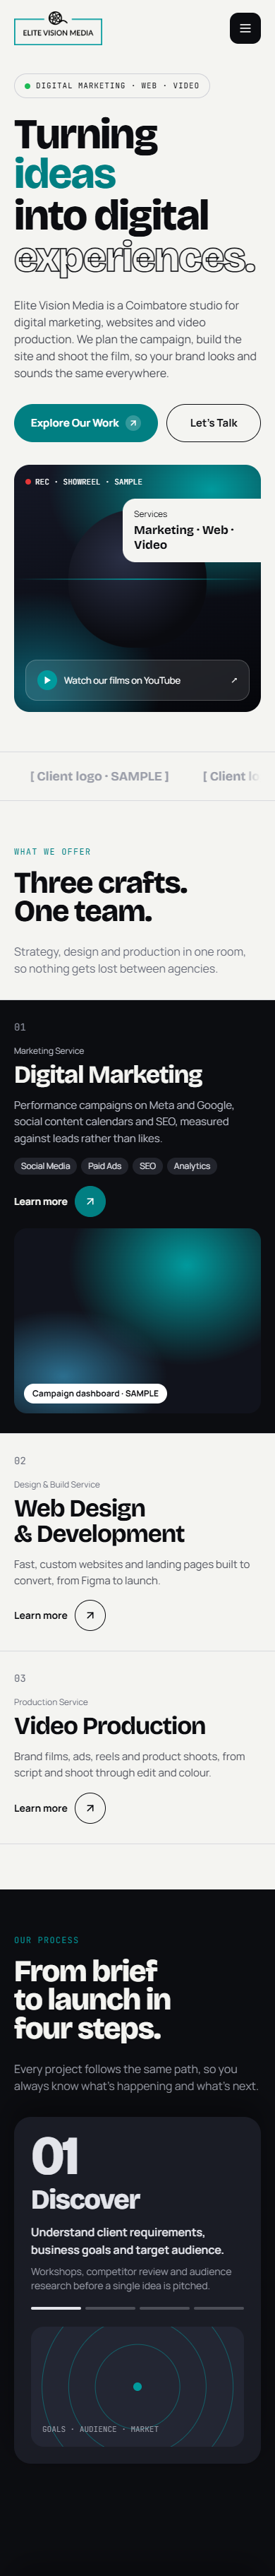 ELITE VISION MEDIA
DIGITAL MARKETING · WEB · VIDEO
Turning
ideas
into digital
experiences.
Elite Vision Media is a Coimbatore studio for
digital marketing, websites and video
production. We plan the campaign, build the
site and shoot the film, so your brand looks and
sounds the same everywhere.
Explore Our Work
Let's Talk
REC · SHOWREEL · SAMPLE
Services
Marketing · Web ·
Video
Watch our films on YouTube
[ Client logo · SAMPLE ]
[ Client lo
WHAT WE OFFER
Three crafts.
One team.
Strategy, design and production in one room,
so nothing gets lost between agencies.
01
Marketing Service
Digital Marketing
Performance campaigns on Meta and Google,
social content calendars and SEO, measured
against leads rather than likes.
Social Media
Paid Ads
SEO
Analytics
Learn more
Campaign dashboard · SAMPLE
02
Design & Build Service
Web Design
& Development
Fast, custom websites and landing pages built to
convert, from Figma to launch.
Learn more
03
Production Service
Video Production
Brand films, ads, reels and product shoots, from
script and shoot through edit and colour.
Learn more
OUR PROCESS
From brief
to launch in
four steps.
Every project follows the same path, so you
always know what's happening and what's next.
01
Discover
Understand client requirements,
business goals and target audience.
Workshops, competitor review and audience
research before a single idea is pitched.
GOALS · AUDIENCE · MARKET